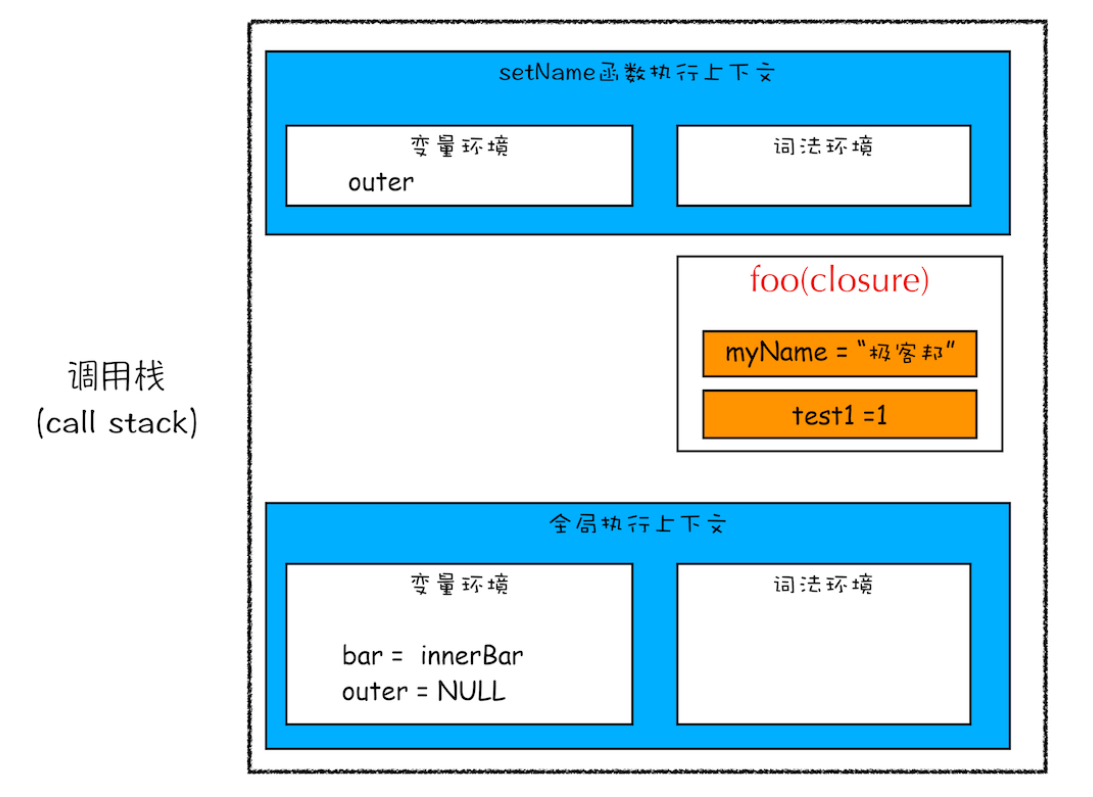 setName函数执行上下文
变量环境
outer
词法环境
foo(closure)
myName = “极客邦”
test1 =1
调用栈
(call stack)
全局执行上下文
变量环境
bar = innerBar
outer = NULL
词法环境